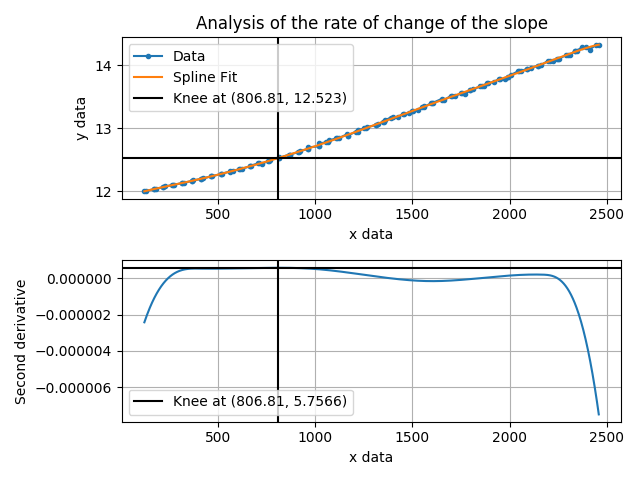 Analysis of the rate of change of the slope
Data
Spline Fit
Knee at (806.81, 12.523)
y data
14
13
12
500
1000
1500
2000
2500
x data
Second derivative
0.000000
−0.000002
−0.000004
−0.000006
Knee at (806.81, 5.7566)
500
1000
1500
2000
2500
x data